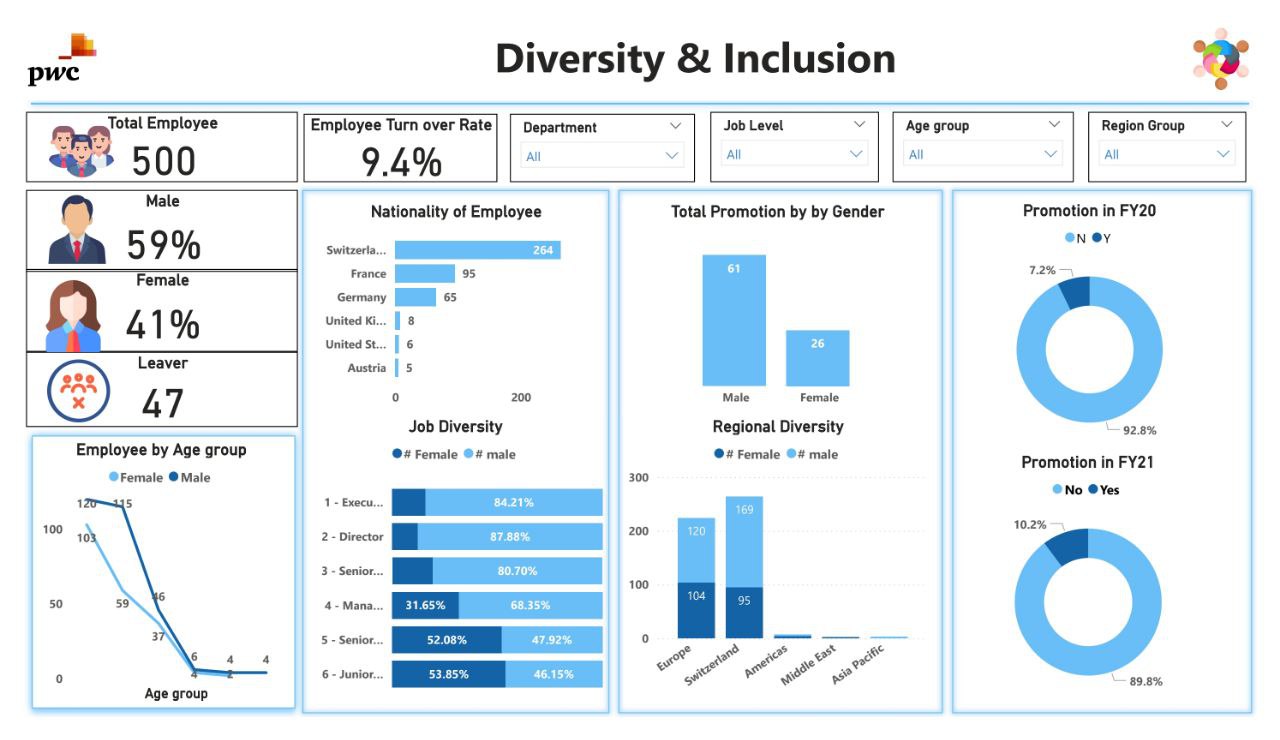 Diversity & Inclusion
pwc
Total Employee
500
Employee Turn over Rate
9.4%
Department
All
Job Level
All
Age group
All
Region Group
All
Male
59%
Female
41%
Leaver
47
Employee by Age group
Female Male
120 115
100
103
59
46
50
37
6 4 4
4 2
0
Age group
Nationality of Employee
Switzerla... 264
France 95
Germany 65
United Ki... 8
United St... 6
Austria 5
0 200
Job Diversity
# Female # male
1 - Execu... 84.21%
2 - Director 87.88%
3 - Senior... 80.70%
4 - Mana... 31.65% 68.35%
5 - Senior... 52.08% 47.92%
6 - Junior... 53.85% 46.15%
Total Promotion by by Gender
61
26
Male Female
Regional Diversity
# Female # male
300
200
100
0
120 169
104 95
Europe
Switzerland
Americas
Middle East
Asia Pacific
Promotion in FY20
N Y
7.2%
92.8%
Promotion in FY21
No Yes
10.2%
89.8%